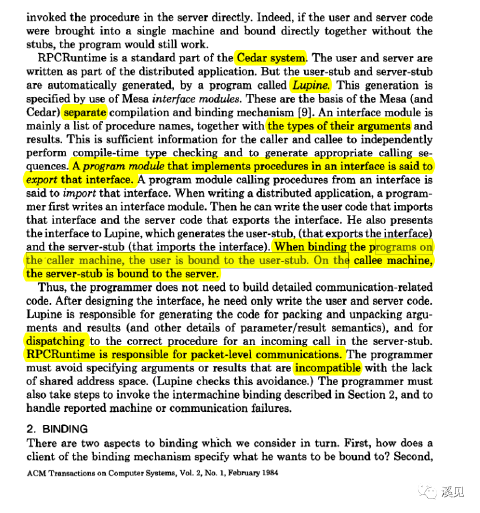 invoked the procedure in the server directly. Indeed, if the user and server code
were brought into a single machine and bound directly together without the
stubs, the program would still work.
RPCRuntime is a standard part of the Cedar system. The user and server are
written as part of the distributed application. But the user-stub and server-stub
are automatically generated, by a program called Lupine. This generation is
specified by use of Mesa interface modules. These are the basis of the Mesa (and
Cedar) separate compilation and binding mechanism [9]. An interface module is
mainly a list of procedure names, together with the types of their arguments and
results. This is sufficient information for the caller and callee to independently
perform compile-time type checking and to generate appropriate calling se-
quences. A program module that implements procedures in an interface is said to
export that interface. A program module calling procedures from an interface is
said to import that interface. When writing a distributed application, a program-
mer first writes an interface module. Then he can write the user code that imports
that interface and the server code that exports the interface. He also presents
the interface to Lupine, which generates the user-stub, (that exports the interface)
and the server-stub (that imports the interface). When binding the programs on
the caller machine, the user is bound to the user-stub. On the callee machine,
the server-stub is bound to the server.
Thus, the programmer does not need to build detailed communication-related
code. After designing the interface, he need only write the user and server code.
Lupine is responsible for generating the code for packing and unpacking argu-
ments and results (and other details of parameter/result semantics), and for
dispatching to the correct procedure for an incoming call in the server-stub.
RPCRuntime is responsible for packet-level communications. The programmer
must avoid specifying arguments or results that are incompatible with the lack
of shared address space. (Lupine checks this avoidance.) The programmer must
also take steps to invoke the intermachine binding described in Section 2, and to
handle reported machine or communication failures.
2. BINDING
There are two aspects to binding which we consider in turn. First, how does a
client of the binding mechanism specify what he wants to be bound to? Second,
ACM Transactions on Computer Systems, Vol. 2, No. 1, February 1984
溪见